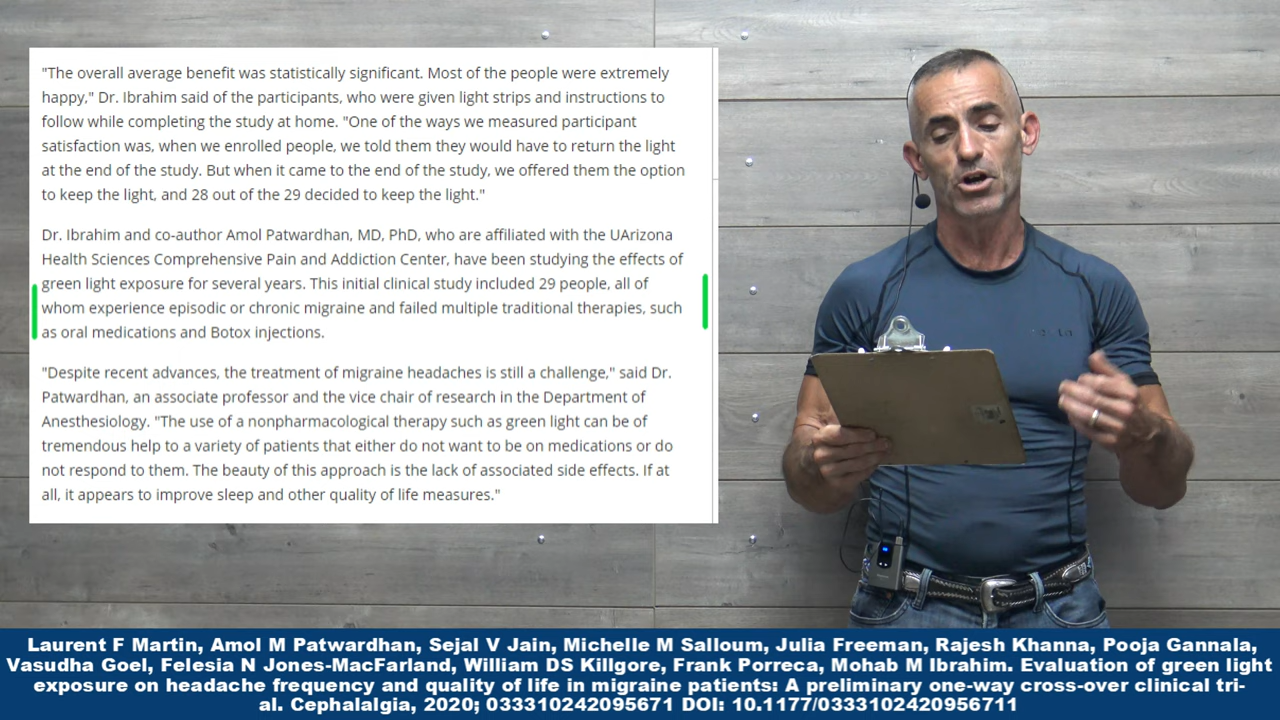 "The overall average benefit was statistically significant. Most of the people were extremely
happy," Dr. Ibrahim said of the participants, who were given light strips and instructions to
follow while completing the study at home. "One of the ways we measured participant
satisfaction was, when we enrolled people, we told them they would have to return the light
at the end of the study. But when it came to the end of the study, we offered them the option
to keep the light, and 28 out of the 29 decided to keep the light."
Dr. Ibrahim and co-author Amol Patwardhan, MD, PhD, who are affiliated with the UArizona
Health Sciences Comprehensive Pain and Addiction Center, have been studying the effects of
green light exposure for several years. This initial clinical study included 29 people, all of
whom experience episodic or chronic migraine and failed multiple traditional therapies, such
as oral medications and Botox injections.
"Despite recent advances, the treatment of migraine headaches is still a challenge," said Dr.
Patwardhan, an associate professor and the vice chair of research in the Department of
Anesthesiology. "The use of a nonpharmacological therapy such as green light can be of
tremendous help to a variety of patients that either do not want to be on medications or do
not respond to them. The beauty of this approach is the lack of associated side effects. If at
all, it appears to improve sleep and other quality of life measures."
Laurent F Martin, Amol M Patwardhan, Sejal V Jain, Michelle M Salloum, Julia Freeman, Rajesh Khanna, Pooja Gannala,
Vasudha Goel, Felesia N Jones-MacFarland, William DS Killgore, Frank Porreca, Mohab M Ibrahim. Evaluation of green light
exposure on headache frequency and quality of life in migraine patients: A preliminary one-way cross-over clinical tri-
al. Cephalalgia, 2020; 033310242095671 DOI: 10.1177/0333102420956711